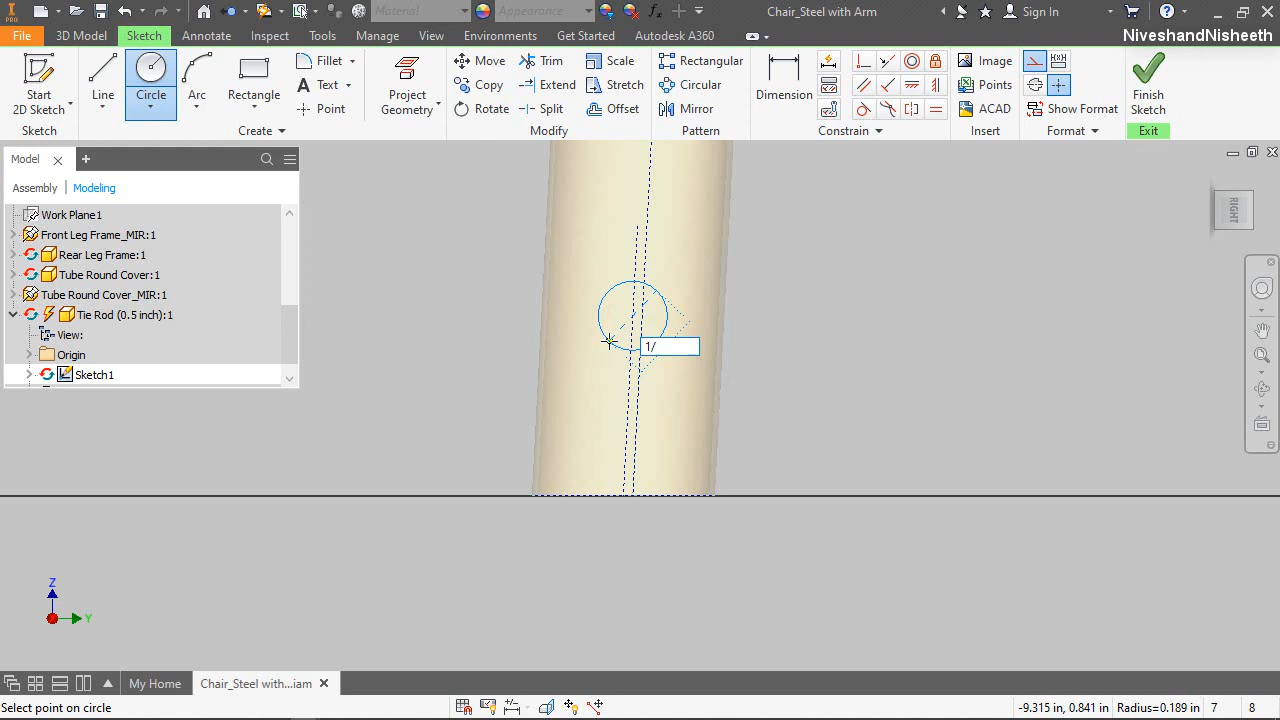 PRO
Material
Appearance
Chair_Steel with Arm
Sign In
File
3D Model
Sketch
Annotate
Inspect
Tools
Manage
View
Environments
Get Started
Autodesk A360
NiveshandNisheeth
Start
2D Sketch
Line
Circle
Arc
Rectangle
Fillet
Text
Point
Project
Geometry
Move
Copy
Rotate
Trim
Extend
Split
Scale
Stretch
Offset
Rectangular
Circular
Mirror
Dimension
Image
Points
ACAD
Show Format
Finish
Sketch
Sketch
Create
Modify
Pattern
Constrain
Insert
Format
Exit
Model
Assembly
Modeling
Work Plane1
Front Leg Frame_MIR:1
Rear Leg Frame:1
Tube Round Cover:1
Tube Round Cover_MIR:1
Tie Rod (0.5 inch):1
View:
Origin
Sketch1
RIGHT
1/
Z
Y
My Home
Chair_Steel with...iam
Select point on circle
-9.315 in, 0.841 in
Radius=0.189 in
7
8